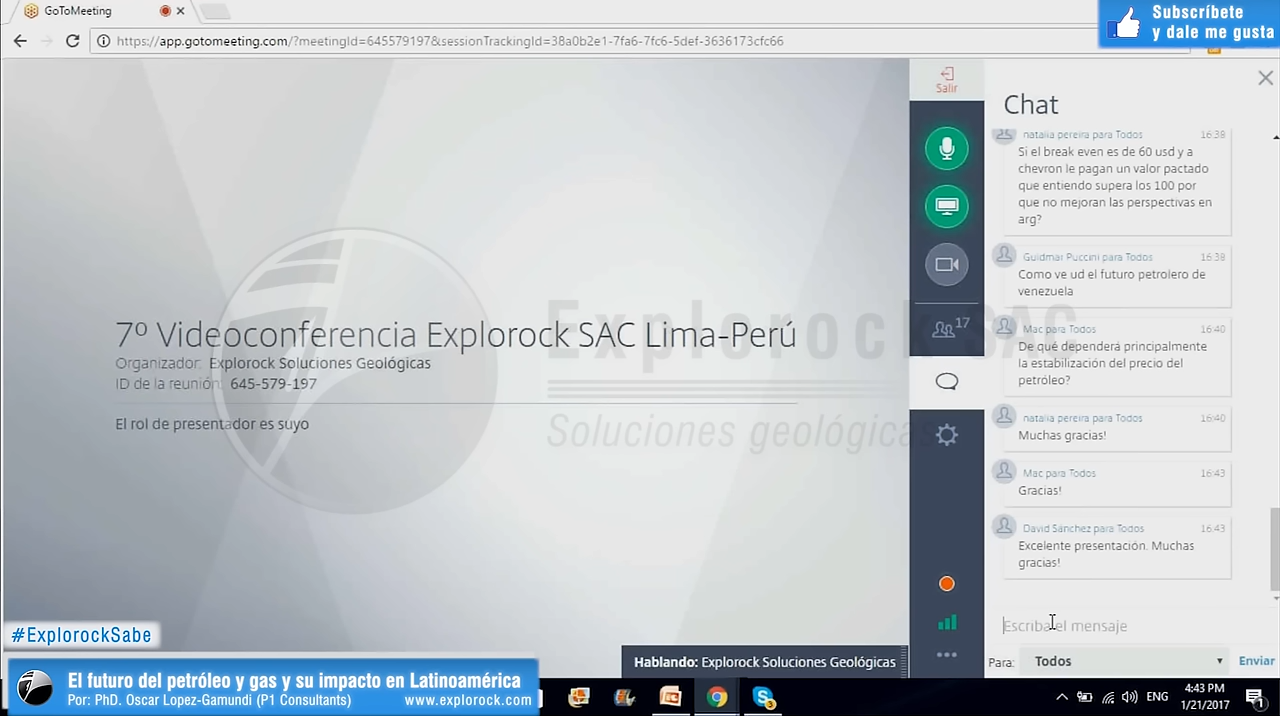 GoToMeeting
https://app.gotomeeting.com/?meetingId=645579197&sessionTrackingId=38a0b2e1-7fa6-7fc6-5def-3636173cfc66
Subscríbete
y dale me gusta
Salir
17
Explorock SAC
Soluciones geológicas
7º Videoconferencia Explorock SAC Lima-Perú
Organizador: Explorock Soluciones Geológicas
ID de la reunión: 645-579-197
El rol de presentador es suyo
Chat
natalia pereira para Todos 16:38
Si el break even es de 60 usd y a
chevron le pagan un valor pactado
que entiendo supera los 100 por
que no mejoran las perspectivas en
arg?
Guidmar Puccini para Todos 16:38
Como ve ud el futuro petrolero de
venezuela
Mac para Todos 16:40
De qué dependerá principalmente
la estabilización del precio del
petróleo?
natalia pereira para Todos 16:40
Muchas gracias!
Mac para Todos 16:43
Gracias!
David Sánchez para Todos 16:43
Excelente presentación. Muchas
gracias!
Escriba el mensaje
Para: Todos Enviar
Hablando: Explorock Soluciones Geológicas
#ExplorockSabe
El futuro del petróleo y gas y su impacto en Latinoamérica
Por: PhD. Oscar Lopez-Gamundi (P1 Consultants) www.explorock.com
3
ENG
4:43 PM
1/21/2017
1